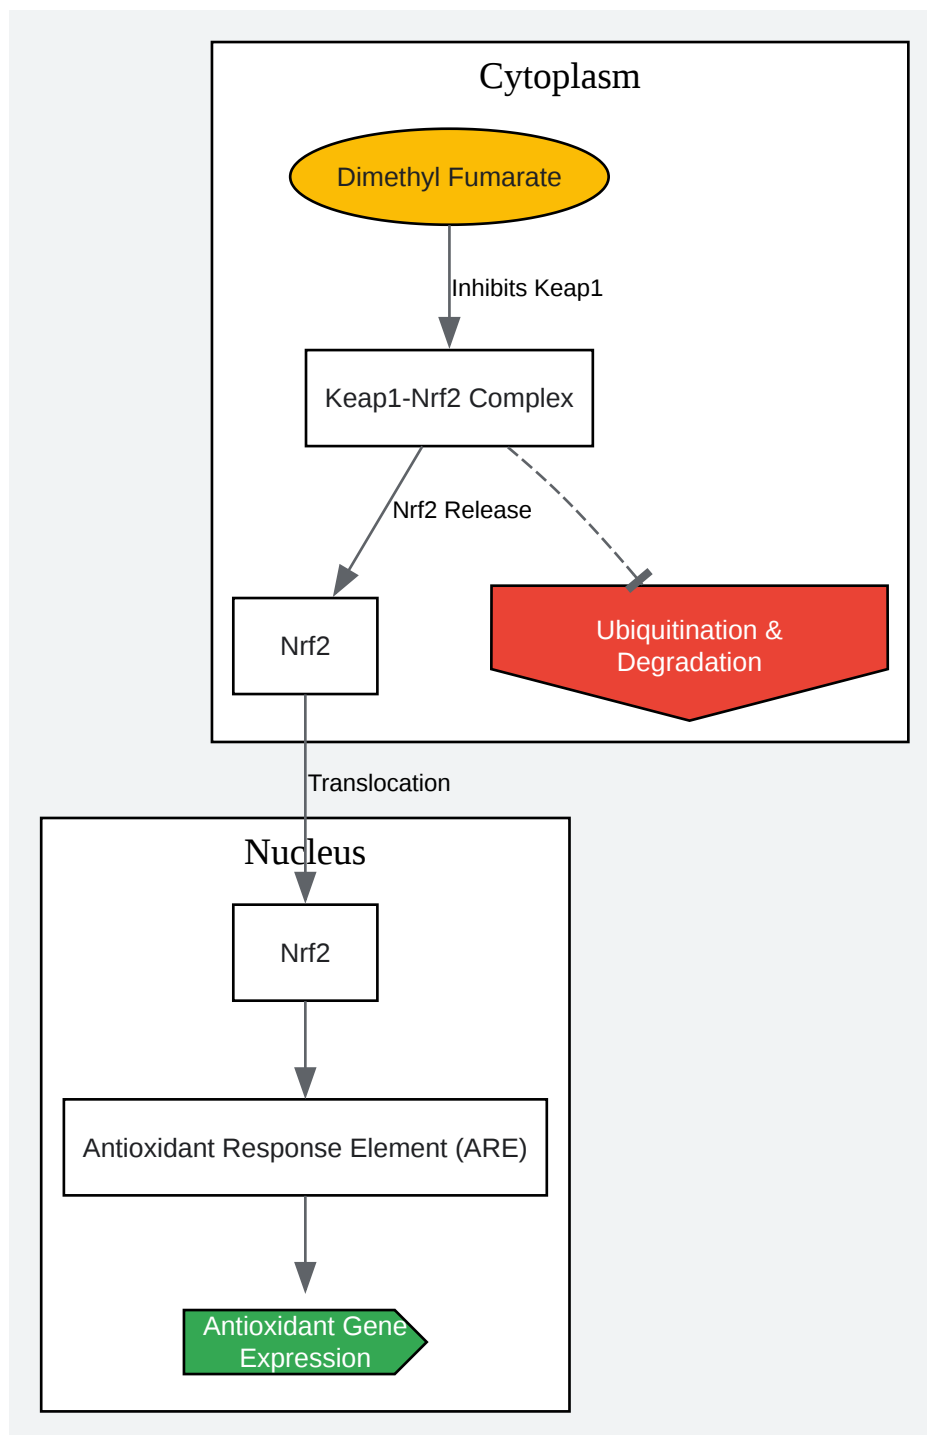 Cytoplasm
Dimethyl Fumarate
Inhibits Keap1
Keap1-Nrf2 Complex
Nrf2 Release
Nrf2
Ubiquitination &
Degradation
Translocation
Nucleus
Nrf2
Antioxidant Response Element (ARE)
Antioxidant Gene
Expression